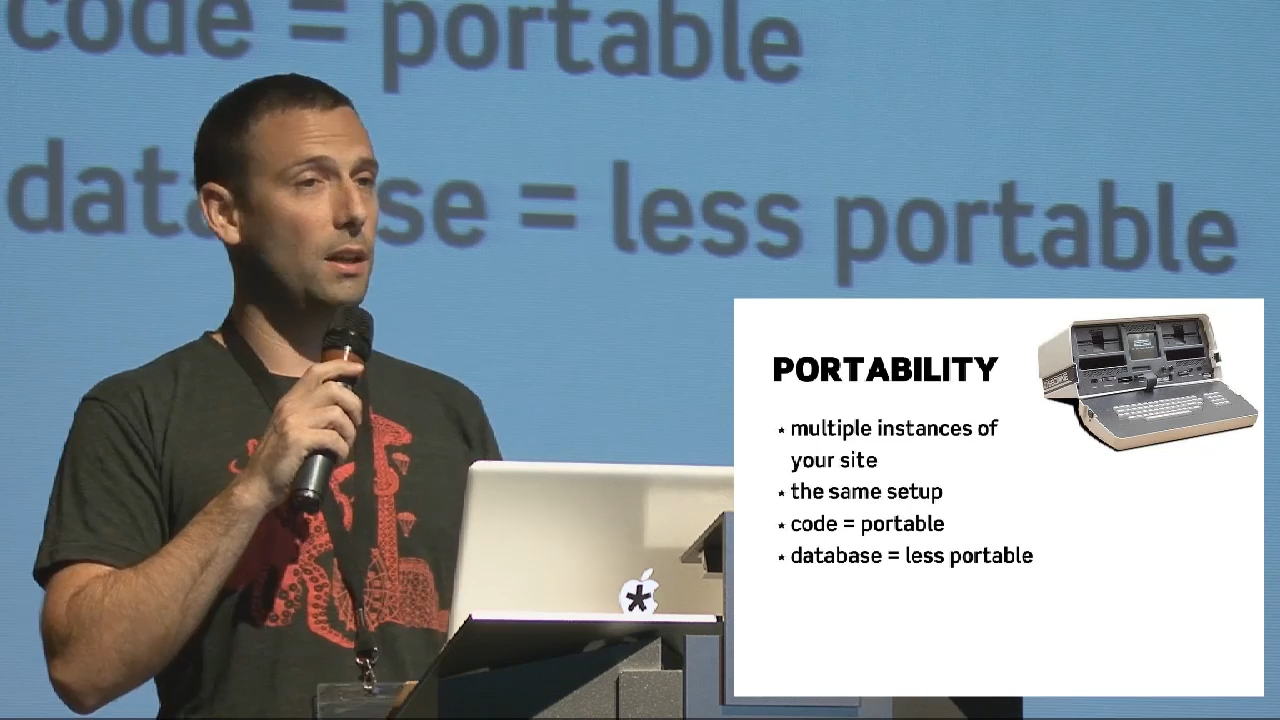 code = portable
database = less portable
PORTABILITY
* multiple instances of
your site
* the same setup
* code = portable
* database = less portable